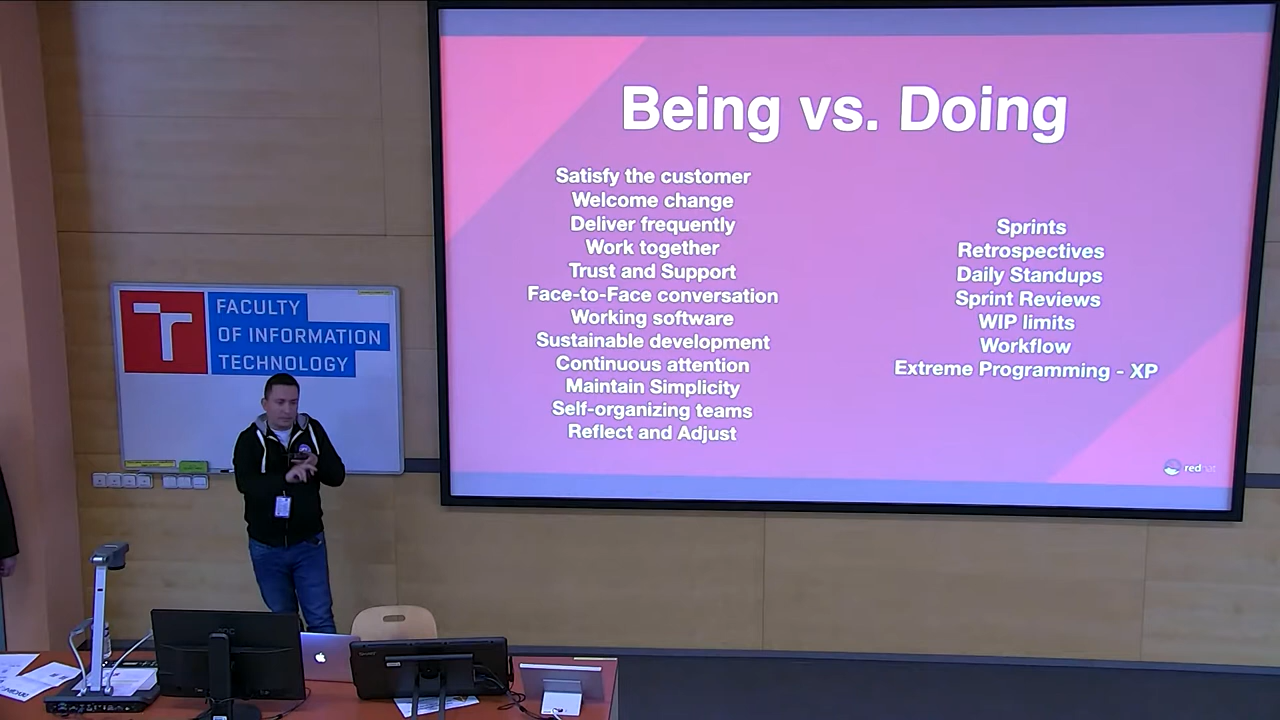 Being vs. Doing
Satisfy the customer
Welcome change
Deliver frequently
Work together
Trust and Support
Face-to-Face conversation
Working software
Sustainable development
Continuous attention
Maintain Simplicity
Self-organizing teams
Reflect and Adjust
Sprints
Retrospectives
Daily Standups
Sprint Reviews
WIP limits
Workflow
Extreme Programming - XP
redhat
FACULTY
OF INFORMATION
TECHNOLOGY